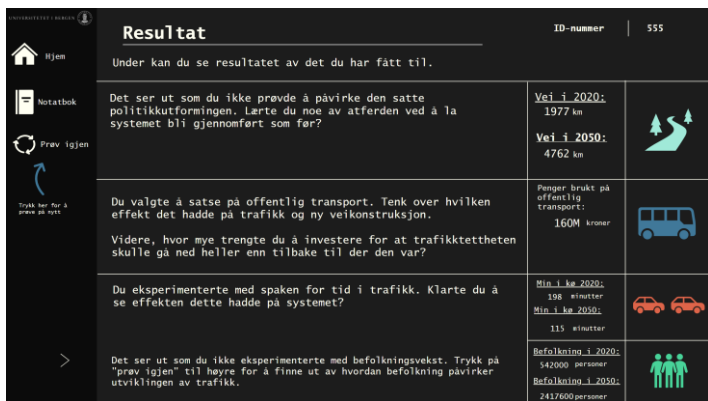 UNIVERSITETET I BERGEN
Hjem
Notatbok
Prøv igjen
Trykk her for å
prøve på nytt
Resultat
ID-nummer
555
Under kan du se resultatet av det du har fått til.
Det ser ut som du ikke prøvde å påvirke den satte
politikkutformingen. Lærte du noe av atferden ved å la
systemet bli gjennomført som før?
Vei i 2020:
1977 km
Vei i 2050:
4762 km
Du valgte å satse på offentlig transport. Tenk over hvilken
effekt det hadde på trafikk og ny veikonstruksjon.
Videre, hvor mye trengte du å investere for at trafikktettheten
skulle gå ned heller enn tilbake til der den var?
Penger brukt på
offentlig
transport:
160M kroner
Du eksperimenterte med spaken for tid i trafikk. Klarte du å
se effekten dette hadde på systemet?
Min i kø 2020:
198 minutter
Min i kø 2050:
115 minutter
Det ser ut som du ikke eksperimenterte med befolkningsvekst. Trykk på
"prøv igjen" til høyre for å finne ut av hvordan befolkning påvirker
utviklingen av trafikk.
Befolkning i 2020:
542000 personer
Befolkning i 2050:
2417600 personer